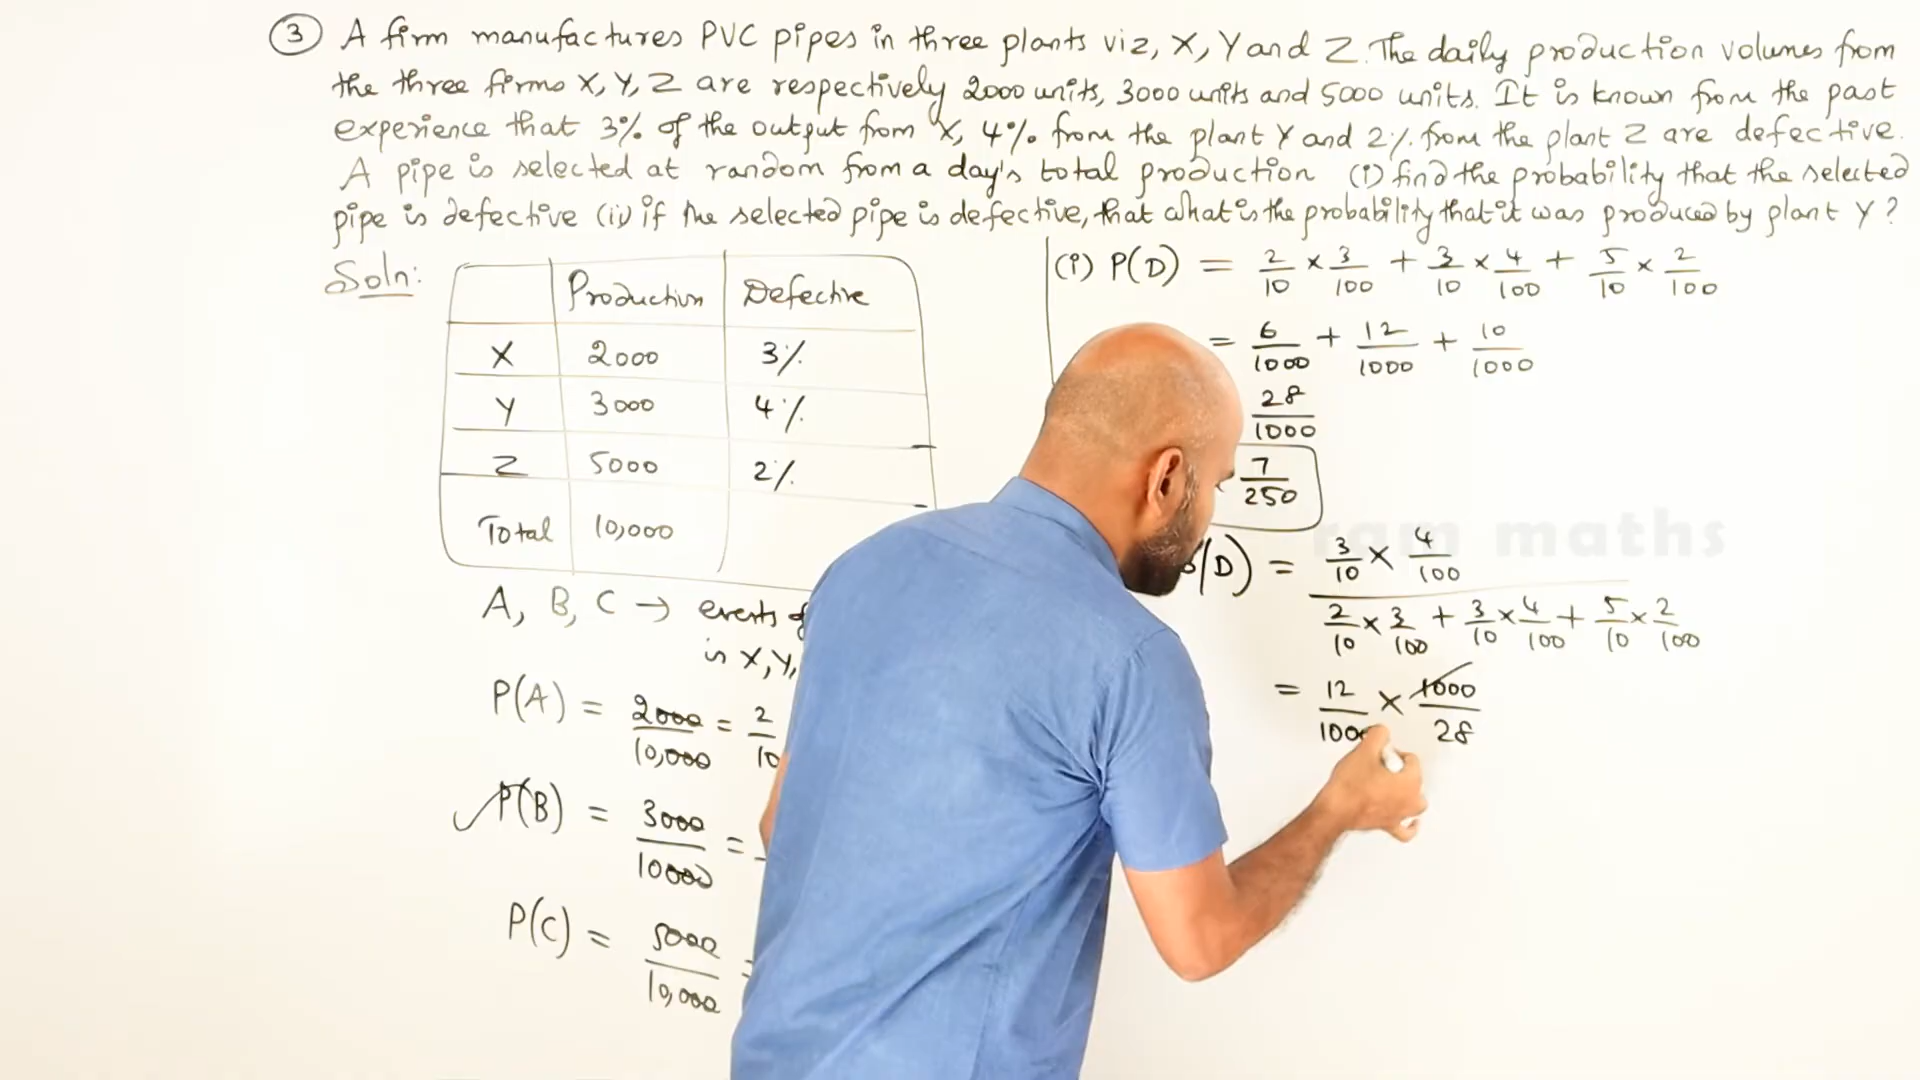 ③ A firm manufactures PVC pipes in three plants viz, X, Y and Z. The daily production volumes from
the three firms X, Y, Z are respectively 2000 units, 3000 units and 5000 units. It is known from the past
experience that 3% of the output from X, 4% from the plant Y and 2% from the plant Z are defective.
A pipe is selected at random from a day's total production (i) find the probability that the selected
pipe is defective (ii) if the selected pipe is defective, that what is the probability that it was produced by plant Y?
Soln:
Production Defective
X 2000 3%
Y 3000 4%
Z 5000 2%
Total 10,000
A, B, C → events of
is X, Y,
P(A) = 2000/10,000 = 2/10
P(B) = 3000/10000 =
P(C) = 5000/10,000 =
(i) P(D) = 2/10 × 3/100 + 3/10 × 4/100 + 5/10 × 2/100
= 6/1000 + 12/1000 + 10/1000
28/1000
7/250
ram maths
/D) = 3/10 × 4/100
2/10 × 3/100 + 3/10 × 4/100 + 5/10 × 2/100
= 12/1000 × 1000/28